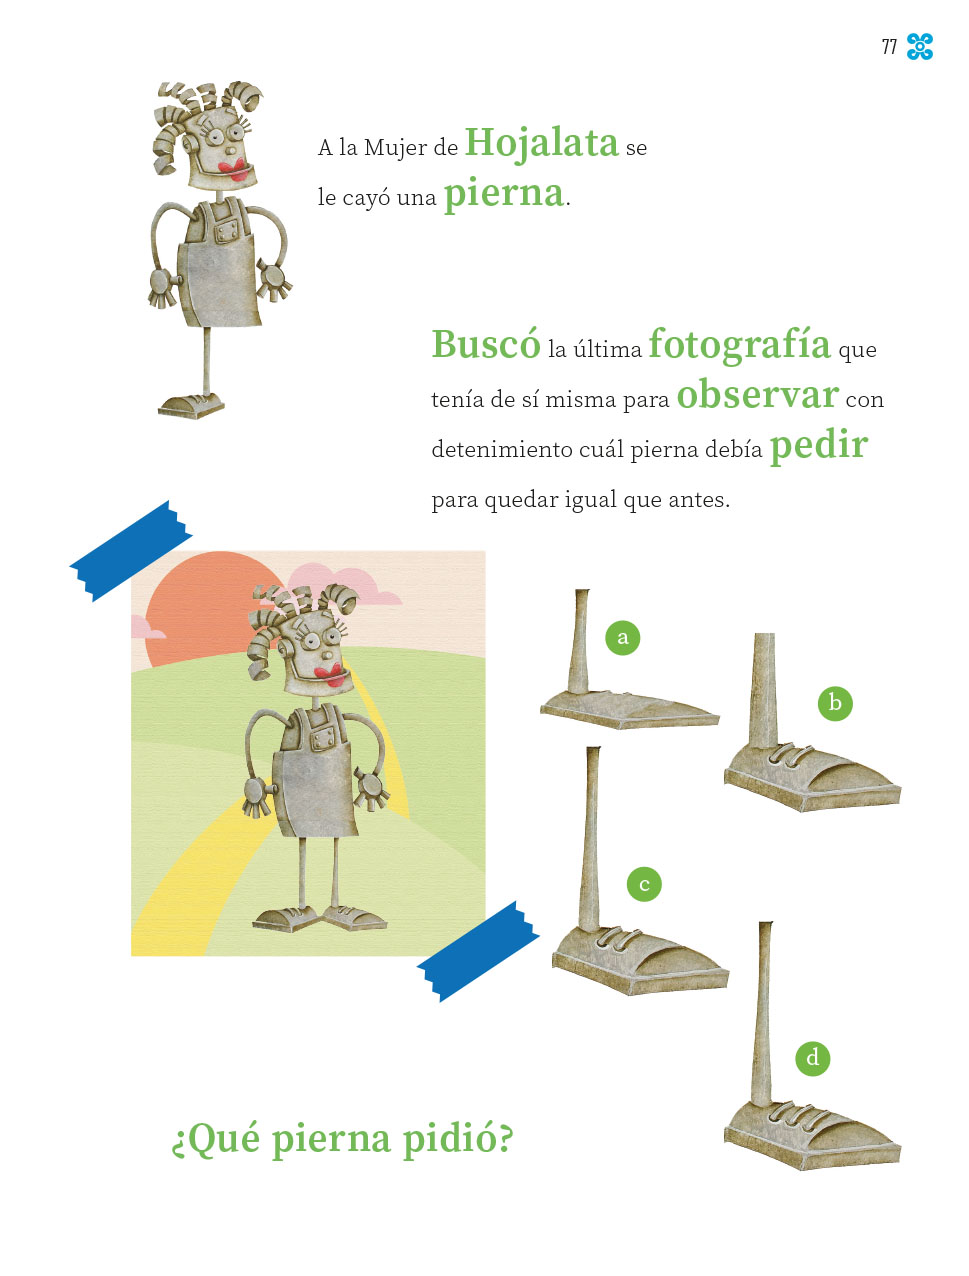 77
A la Mujer de Hojalata se
le cayó una pierna.
Buscó la última fotografía que
tenía de sí misma para observar con
detenimiento cuál pierna debía pedir
para quedar igual que antes.
a
b
c
d
¿Qué pierna pidió?